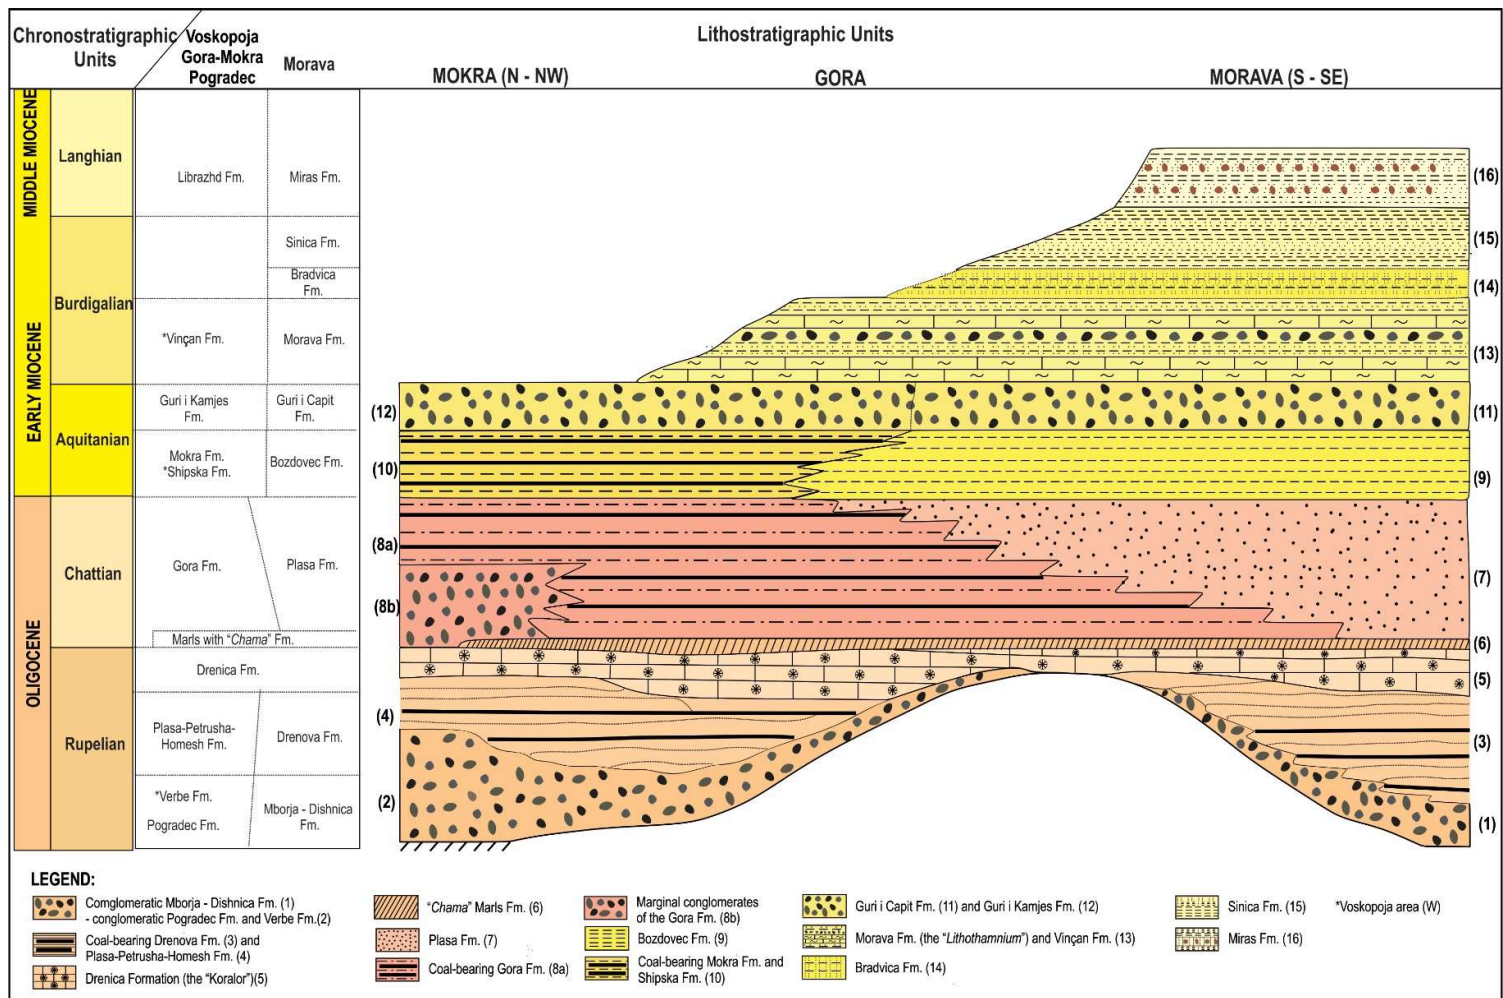 Chronostratigraphic
Units
Voskopoja
Gora-Mokra
Pogradec
Morava
Lithostratigraphic Units
MOKRA (N - NW)
GORA
MORAVA (S - SE)
MIDDLE MIOCENE
EARLY MIOCENE
OLIGOCENE
Langhian
Burdigalian
Aquitanian
Chattian
Rupelian
Librazhd Fm.
Miras Fm.
Sinica Fm.
Bradvica
Fm.
*Vinçan Fm.
Morava Fm.
Guri i Kamjes
Fm.
Guri i Capit
Fm.
Mokra Fm.
*Shipska Fm.
Bozdovec Fm.
Gora Fm.
Plasa Fm.
Marls with "Chama" Fm.
Drenica Fm.
Plasa-Petrusha-
Homesh Fm.
Drenova Fm.
*Verbe Fm.
Pogradec Fm.
Mborja - Dishnica
Fm.
(12)
(10)
(8a)
(8b)
(4)
(2)
(16)
(15)
(14)
(13)
(11)
(9)
(7)
(6)
(5)
(3)
(1)
LEGEND:
Comglomeratic Mborja - Dishnica Fm. (1)
- conglomeratic Pogradec Fm. and Verbe Fm.(2)
Coal-bearing Drenova Fm. (3) and
Plasa-Petrusha-Homesh Fm. (4)
Drenica Formation (the "Koralor")(5)
"Chama" Marls Fm. (6)
Plasa Fm. (7)
Coal-bearing Gora Fm. (8a)
Marginal conglomerates
of the Gora Fm. (8b)
Bozdovec Fm. (9)
Coal-bearing Mokra Fm. and
Shipska Fm. (10)
Guri i Capit Fm. (11) and Guri i Kamjes Fm. (12)
Morava Fm. (the "Lithothamnium") and Vinçan Fm. (13)
Bradvica Fm. (14)
Sinica Fm. (15)
Miras Fm. (16)
*Voskopoja area (W)